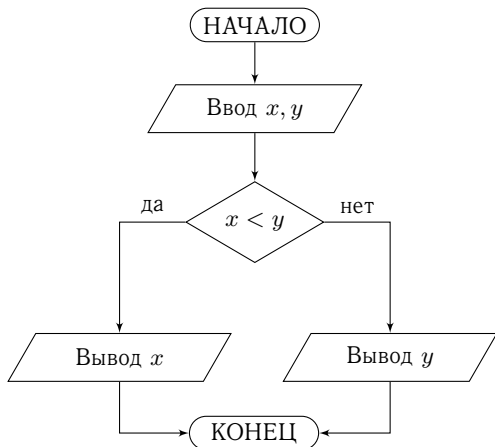 НАЧАЛО
Ввод x, y
x < y
да
нет
Вывод x
Вывод y
КОНЕЦ